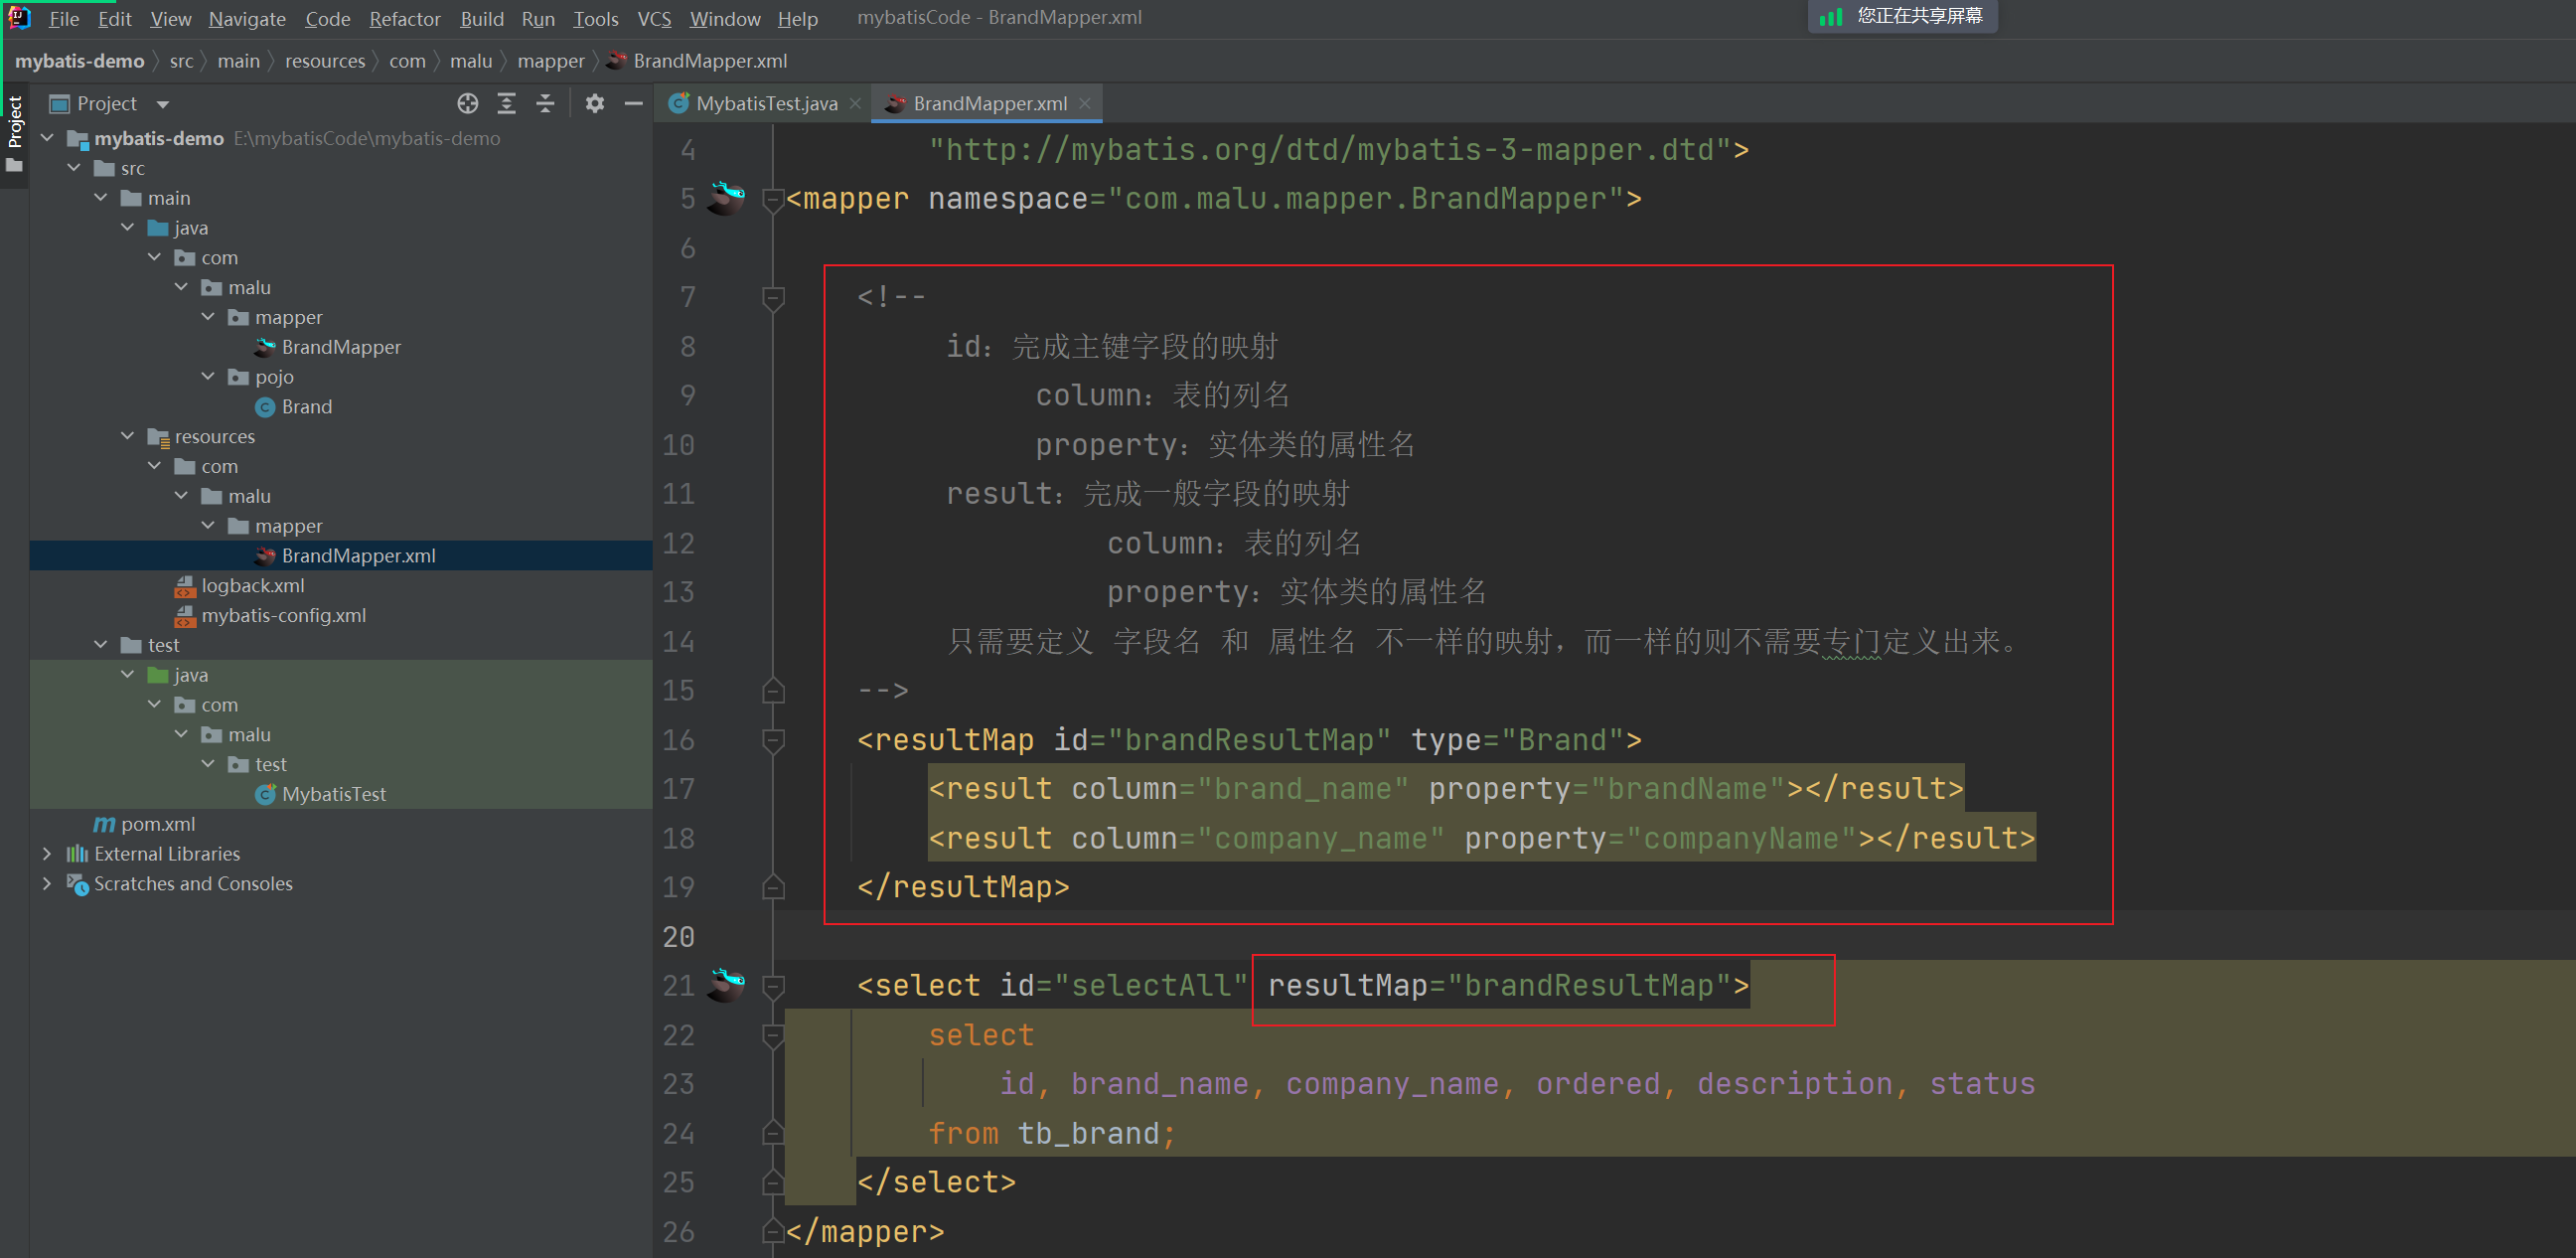 File Edit View Navigate Code Refactor Build Run Tools VCS Window Help mybatisCode - BrandMapper.xml
您正在共享屏幕
mybatis-demo src main resources com malu mapper BrandMapper.xml
Project
Project
mybatis-demo E:\mybatisCode\mybatis-demo
src
main
java
com
malu
mapper
BrandMapper
pojo
Brand
resources
com
malu
mapper
BrandMapper.xml
logback.xml
mybatis-config.xml
test
java
com
malu
test
MybatisTest
pom.xml
External Libraries
Scratches and Consoles
MybatisTest.java BrandMapper.xml
4 "http://mybatis.org/dtd/mybatis-3-mapper.dtd">
5 <mapper namespace="com.malu.mapper.BrandMapper">
6
7 <!--
8 id：完成主键字段的映射
9 column：表的列名
10 property：实体类的属性名
11 result：完成一般字段的映射
12 column：表的列名
13 property：实体类的属性名
14 只需要定义 字段名 和 属性名 不一样的映射，而一样的则不需要专门定义出来。
15 -->
16 <resultMap id="brandResultMap" type="Brand">
17 <result column="brand_name" property="brandName"></result>
18 <result column="company_name" property="companyName"></result>
19 </resultMap>
20
21 <select id="selectAll" resultMap="brandResultMap">
22 select
23 id, brand_name, company_name, ordered, description, status
24 from tb_brand;
25 </select>
26 </mapper>